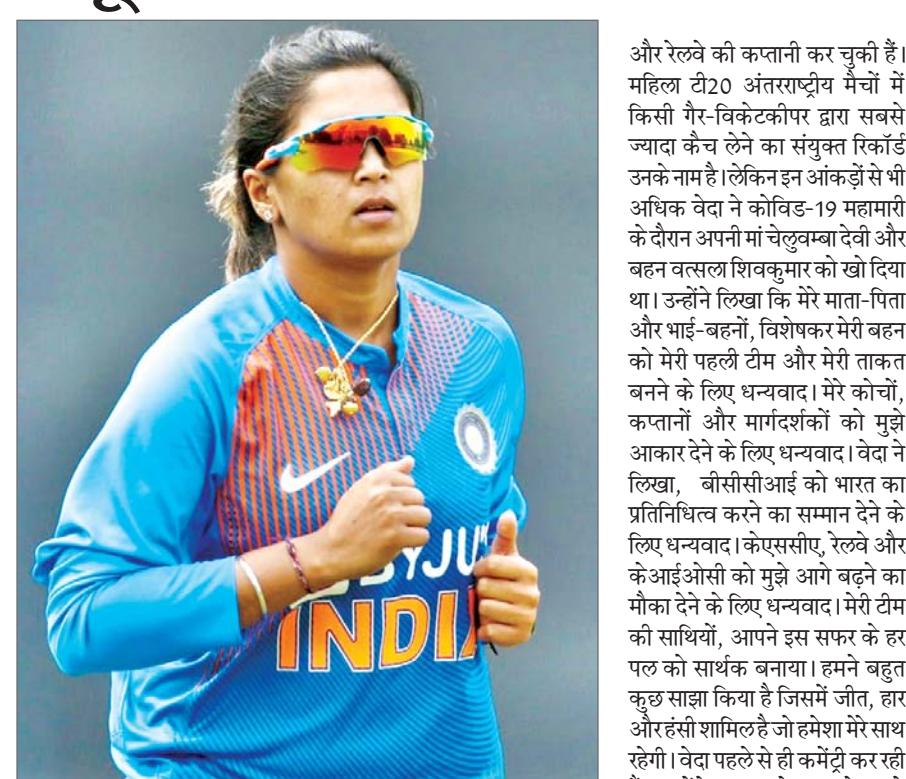 BYJU'
INDIA
और रेलवे की कप्तानी कर चुकी हैं।
महिला टी20 अंतरराष्ट्रीय मैचों में
किसी गैर-विकेटकीपर द्वारा सबसे
ज्यादा कैच लेने का संयुक्त रिकॉर्ड
उनके नाम है। लेकिन इन आंकड़ों से भी
अधिक वेदा ने कोविड-19 महामारी
के दौरान अपनी मां चेलुवम्बा देवी और
बहन वत्सला शिवकुमार को खो दिया
था। उन्होंने लिखा कि मेरे माता-पिता
और भाई-बहनों, विशेषकर मेरी बहन
को मेरी पहली टीम और मेरी ताकत
बनने के लिए धन्यवाद। मेरे कोचों,
कप्तानों और मार्गदर्शकों को मुझे
आकार देने के लिए धन्यवाद। वेदा ने
लिखा, बीसीसीआई को भारत का
प्रतिनिधित्व करने का सम्मान देने के
लिए धन्यवाद। केएससीए, रेलवे और
केआईओसी को मुझे आगे बढ़ने का
मौका देने के लिए धन्यवाद। मेरी टीम
की साथियों, आपने इस सफर के हर
पल को सार्थक बनाया। हमने बहुत
कुछ साझा किया है जिसमें जीत, हार
और हंसी शामिल है जो हमेशा मेरे साथ
रहेगी। वेदा पहले से ही कमेंट्री कर रही